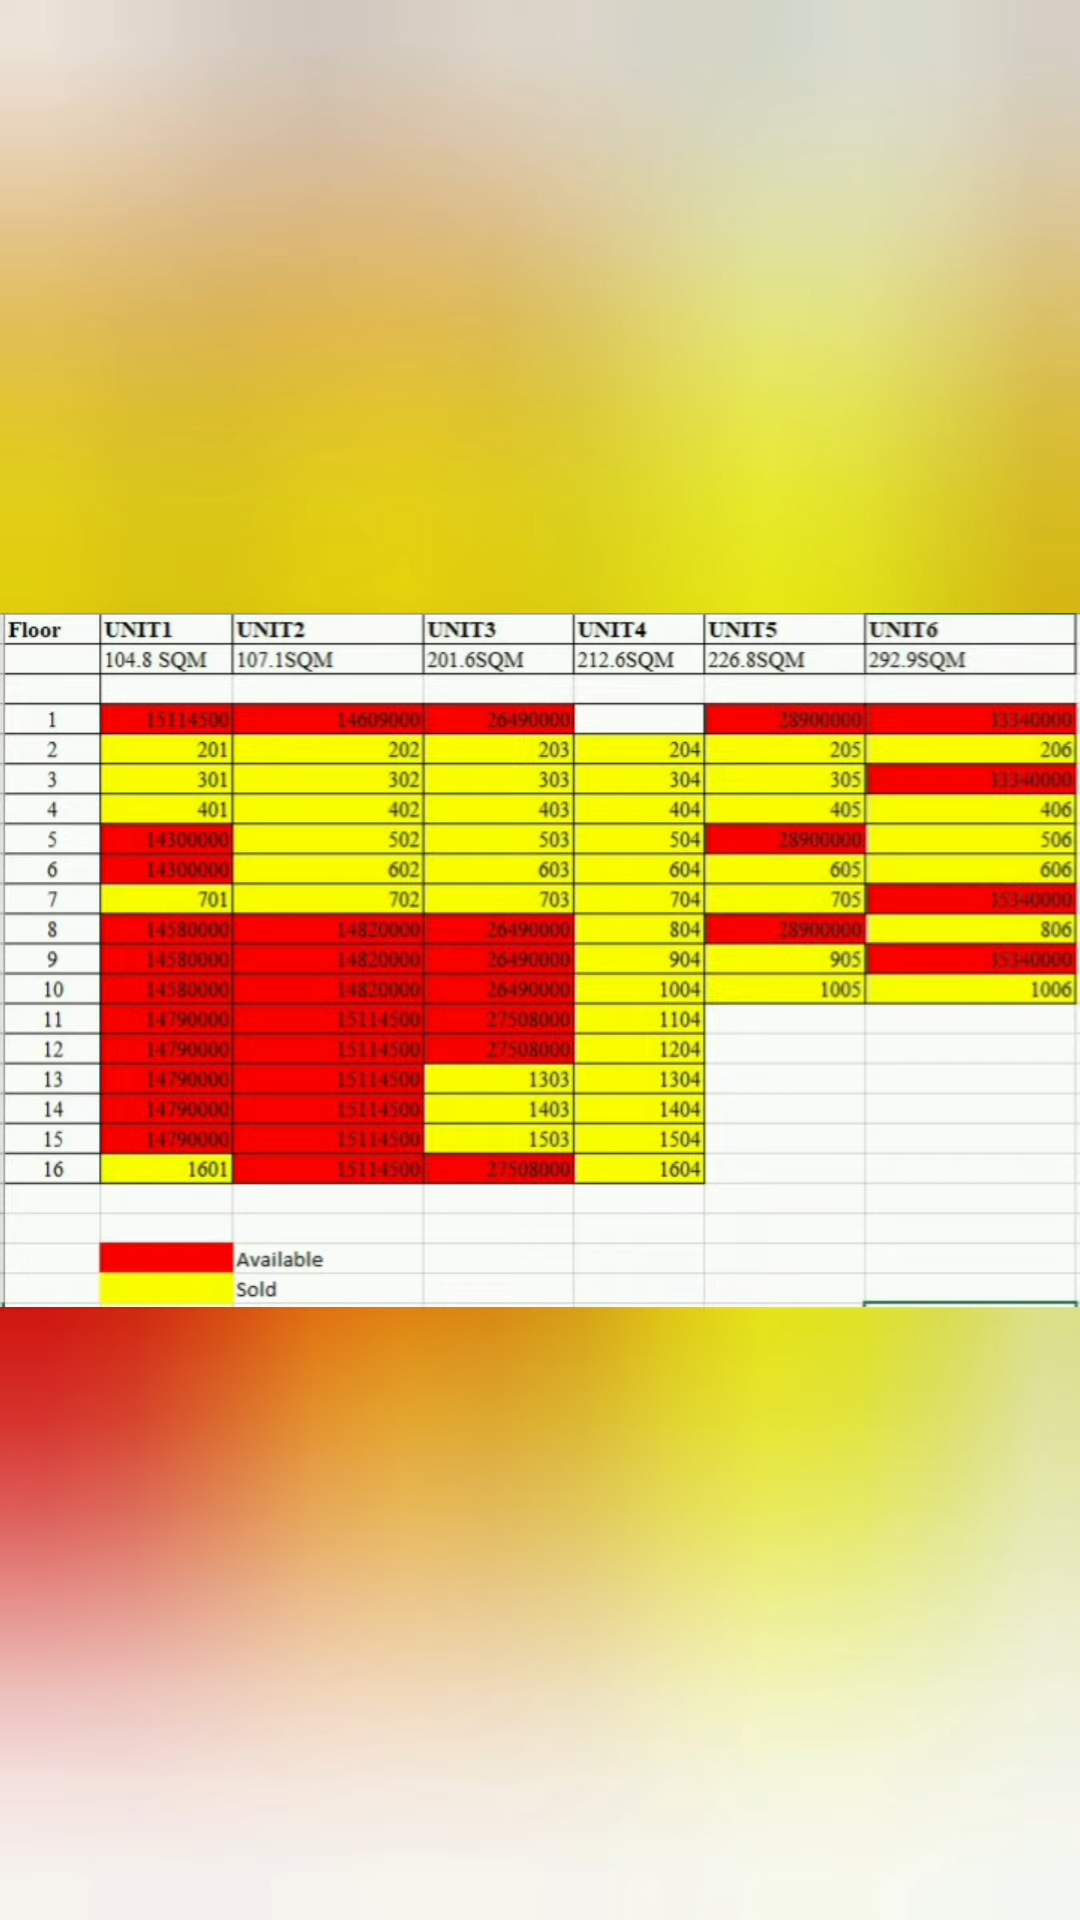 Floor UNIT1 UNIT2 UNIT3 UNIT4 UNIT5 UNIT6
104.8 SQM 107.1SQM 201.6SQM 212.6SQM 226.8SQM 292.9SQM
1 15114500 14609000 26490000 28900000 33340000
2 201 202 203 204 205 206
3 301 302 303 304 305 33340000
4 401 402 403 404 405 406
5 14300000 502 503 504 28900000 506
6 14300000 602 603 604 605 606
7 701 702 703 704 705 35340000
8 14580000 14820000 26490000 804 28900000 806
9 14580000 14820000 26490000 904 905 35340000
10 14580000 14820000 26490000 1004 1005 1006
11 14790000 15114500 27508000 1104
12 14790000 15114500 27508000 1204
13 14790000 15114500 1303 1304
14 14790000 15114500 1403 1404
15 14790000 15114500 1503 1504
16 1601 15114500 27508000 1604
Available
Sold